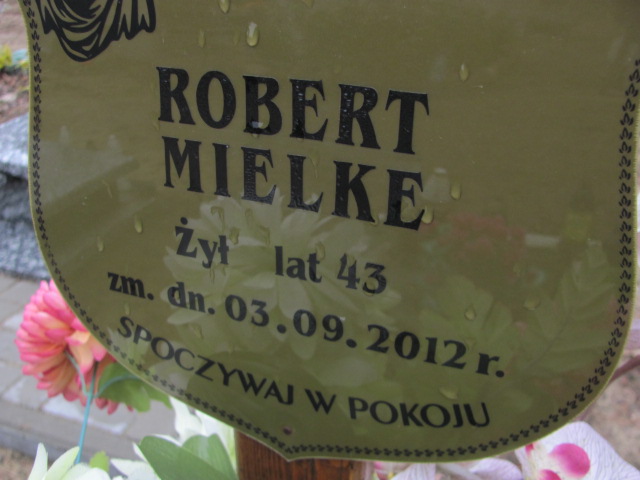 ROBERT
MIELKE
Żył lat 43
zm. dn. 03.09.2012 r.
SPOCZYWAJ W POKOJU